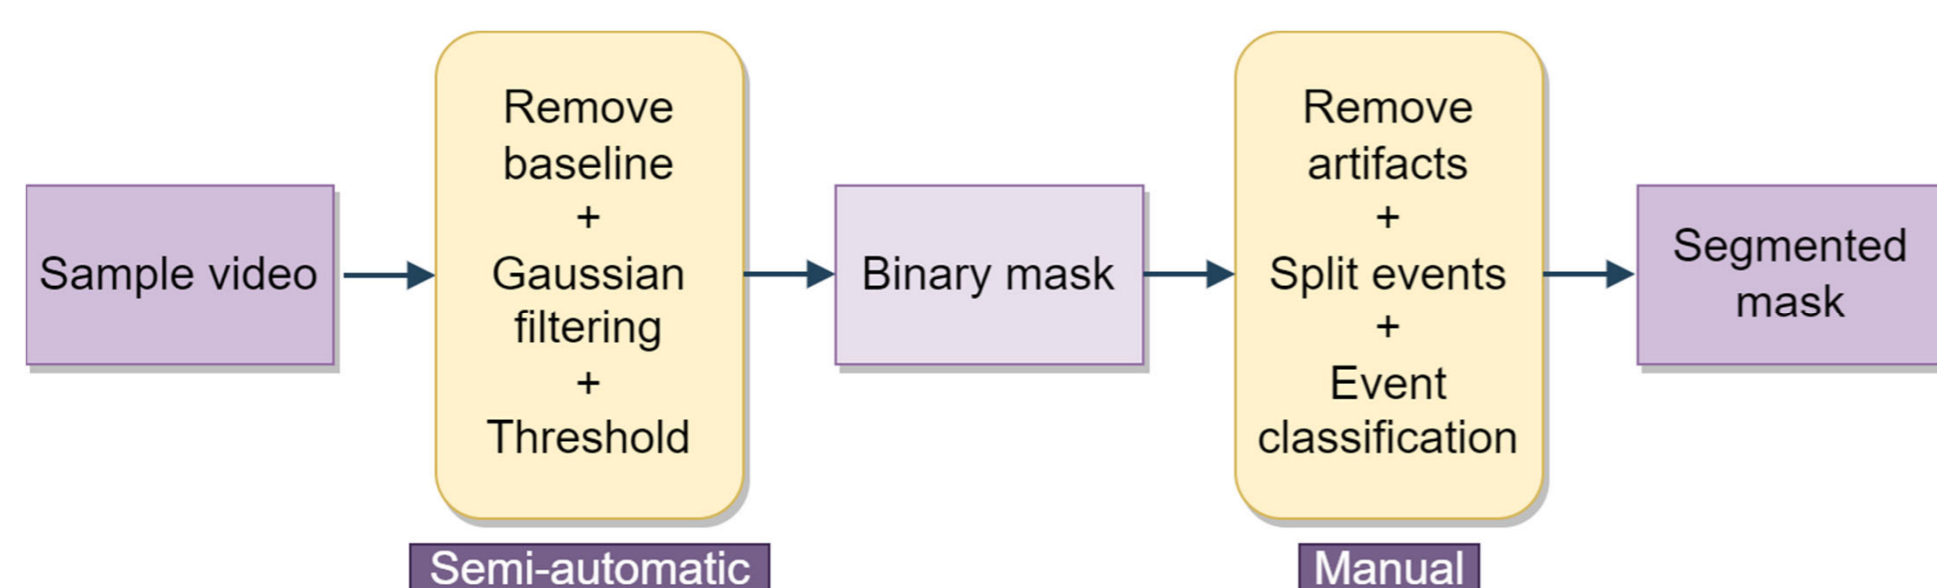 Sample video
Remove
baseline
+
Gaussian
filtering
+
Threshold
Semi-automatic
Binary mask
Remove
artifacts
+
Split events
+
Event
classification
Manual
Segmented
mask